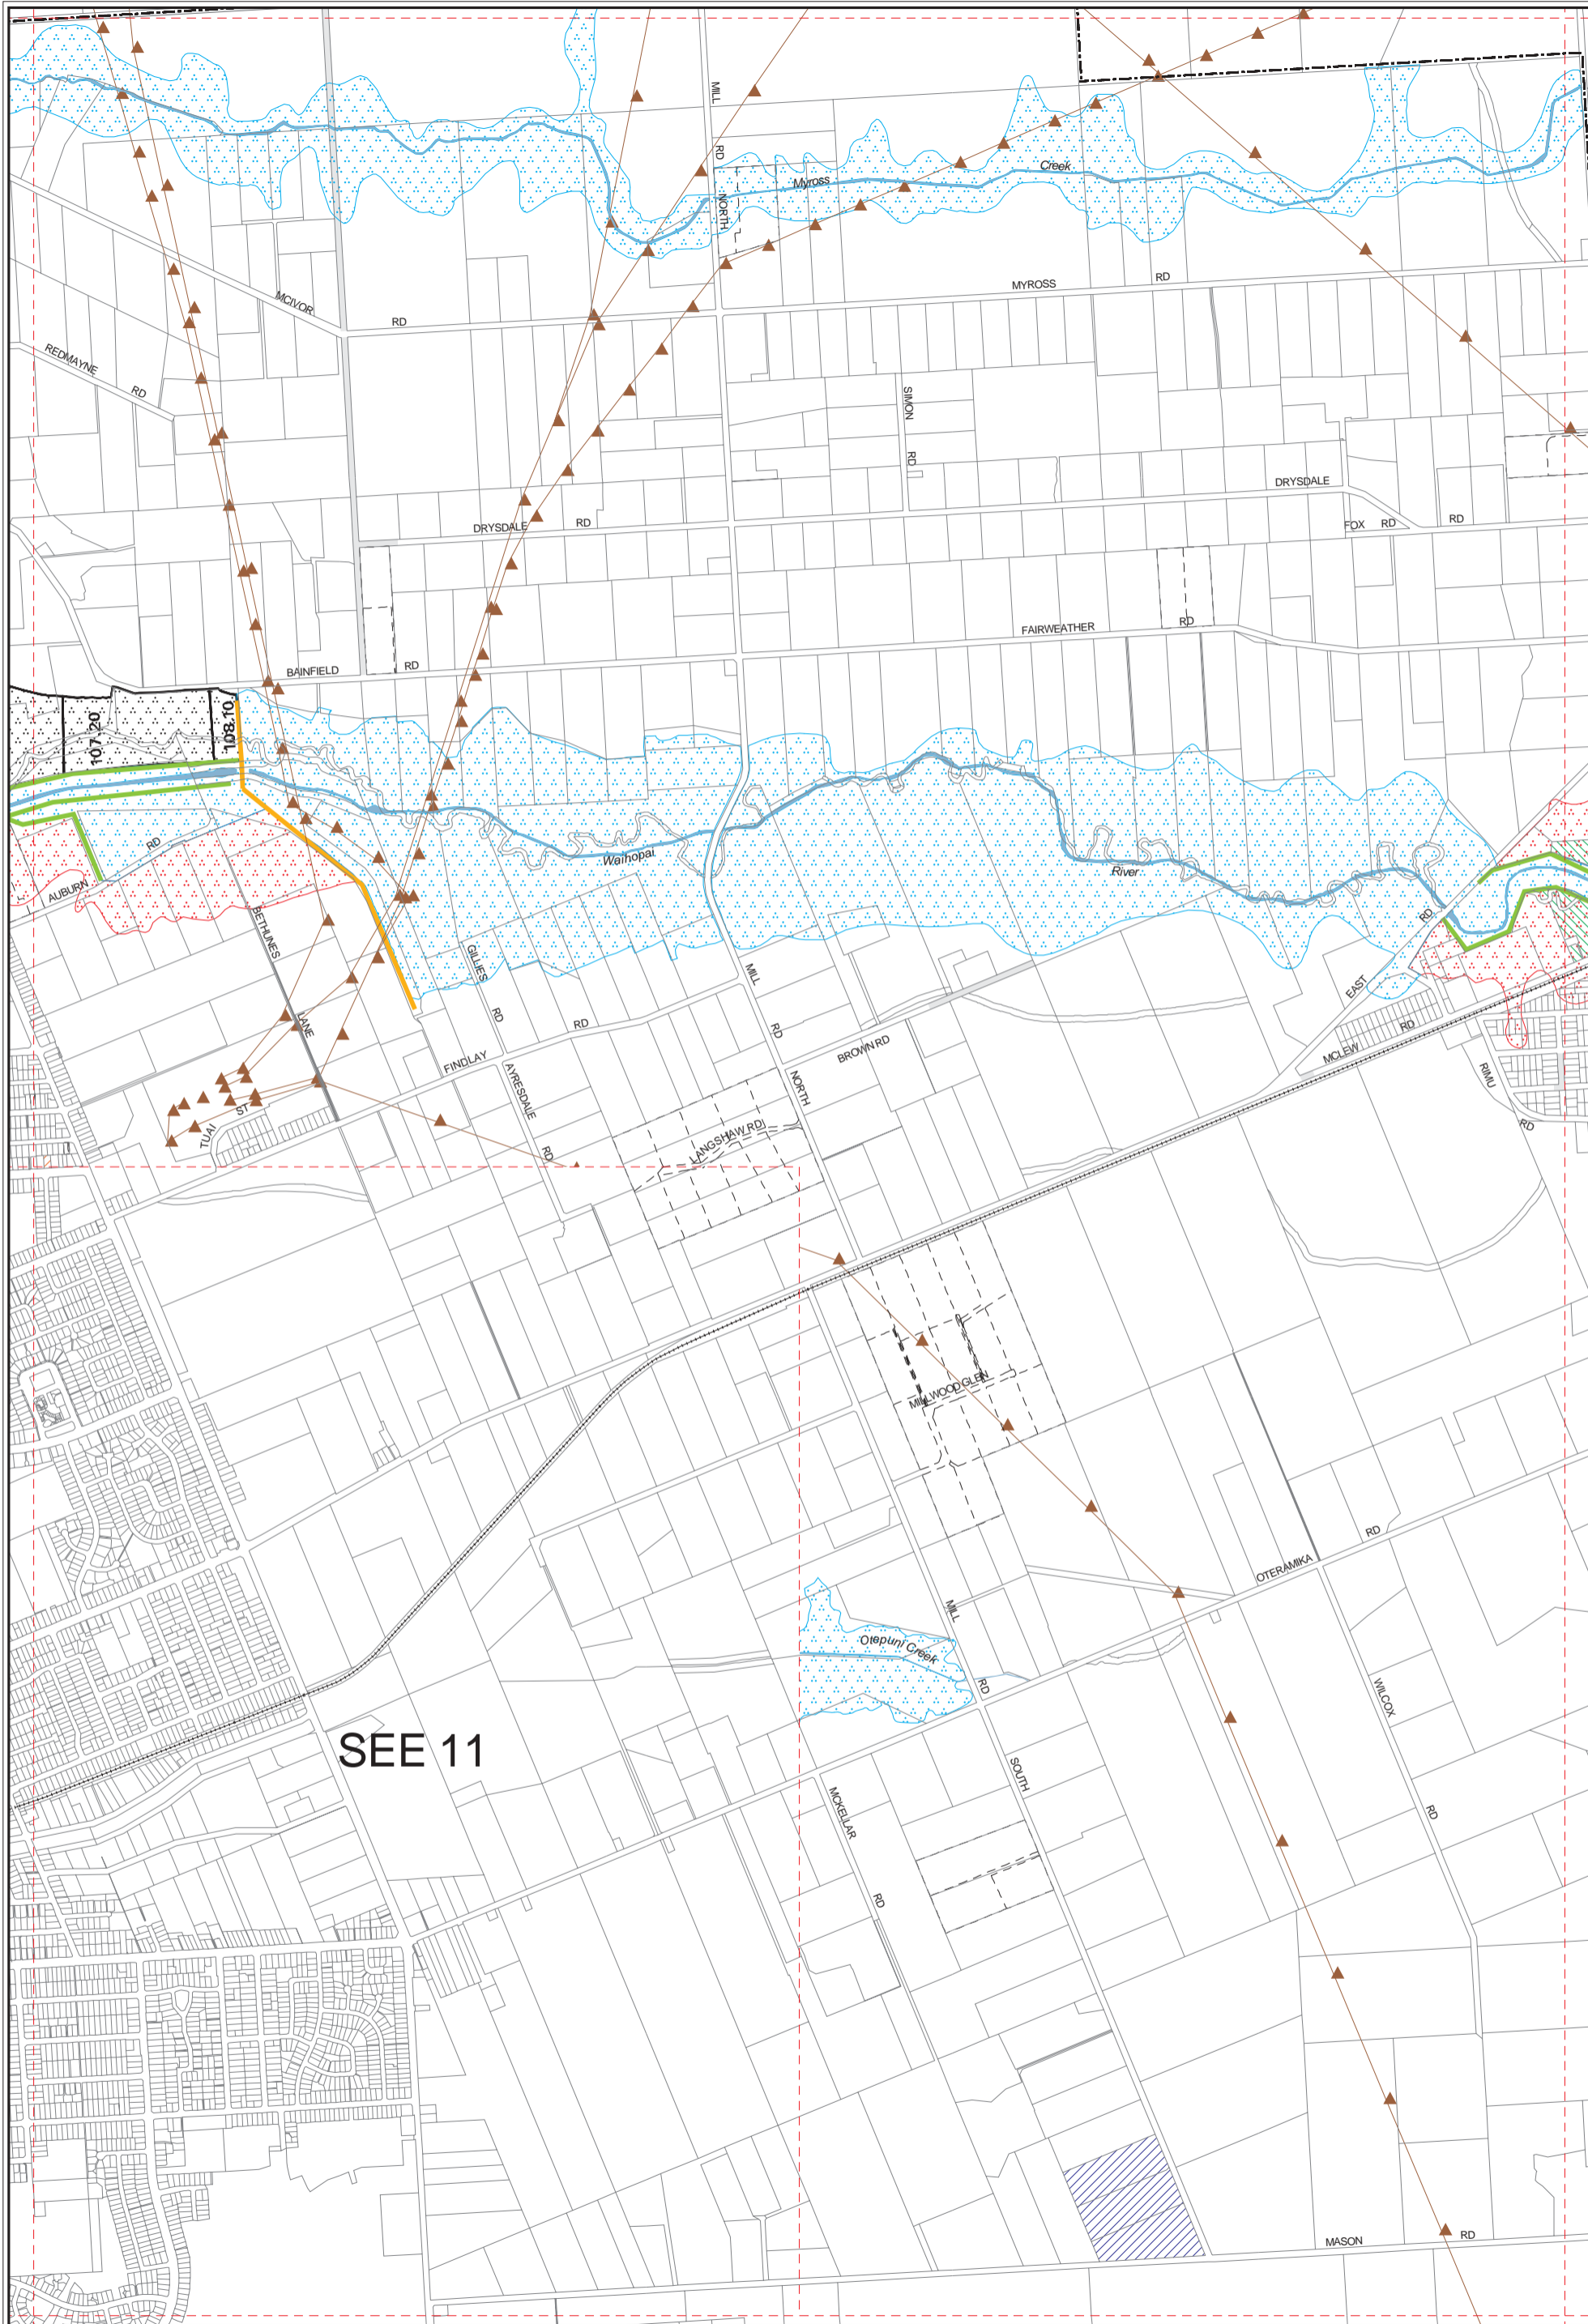 MILL
RD
NORTH
Myross
Creek
MYROSS
RD
MCIVOR
RD
REDMAYNE
RD
SIMON
RD
DRYSDALE
DRYSDALE
RD
FOX RD
RD
FAIRWEATHER
RD
BAINFIELD
RD
107.20
108.10
Waihopai
River
RD
AUBURN
BETHUNES
LANE
GILLIES
RD
MILL
RD
NORTH
RD
EAST
RD
FINDLAY
RD
BROWN RD
MCLEW
RD
RIMU
RD
AYRESDALE
RD
LANGSHAW RD
TUAI
ST
MILLWOOD GLEN
OTERAMIKA
RD
MILL
RD
Otepuni Creek
SEE 11
SOUTH
WILCOX
RD
MCKELLAR
RD
MASON
RD